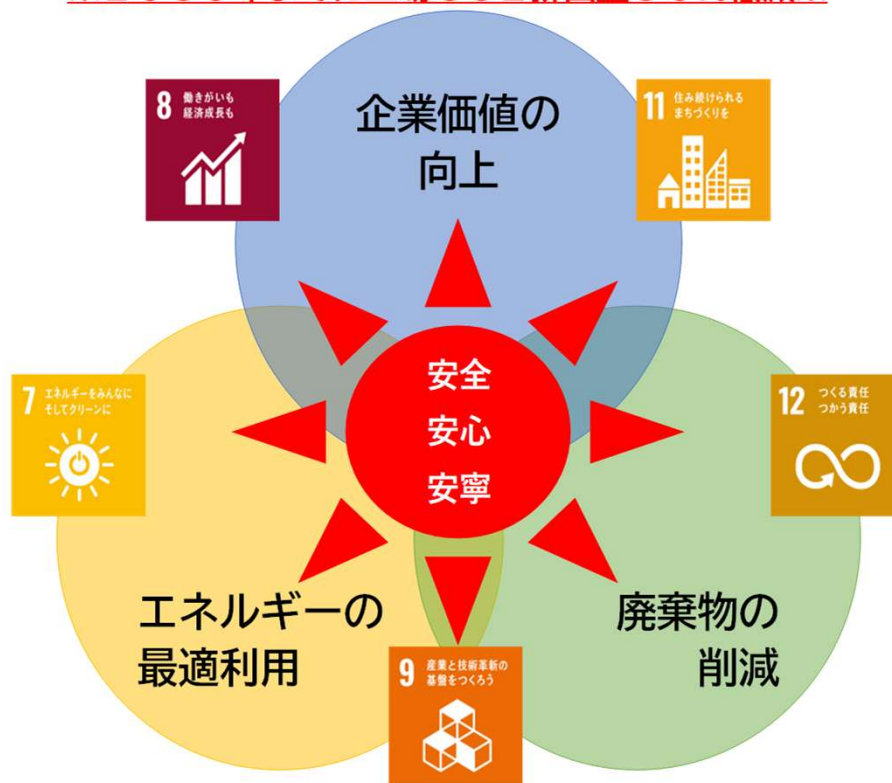 8 働きがいも
経済成長も
企業価値の
向上
11 住み続けられる
まちづくりを
7 エネルギーをみんなに
そしてクリーンに
安全
安心
安寧
12 つくる責任
つかう責任
エネルギーの
最適利用
9 産業と技術革新の
基盤をつくろう
廃棄物の
削減